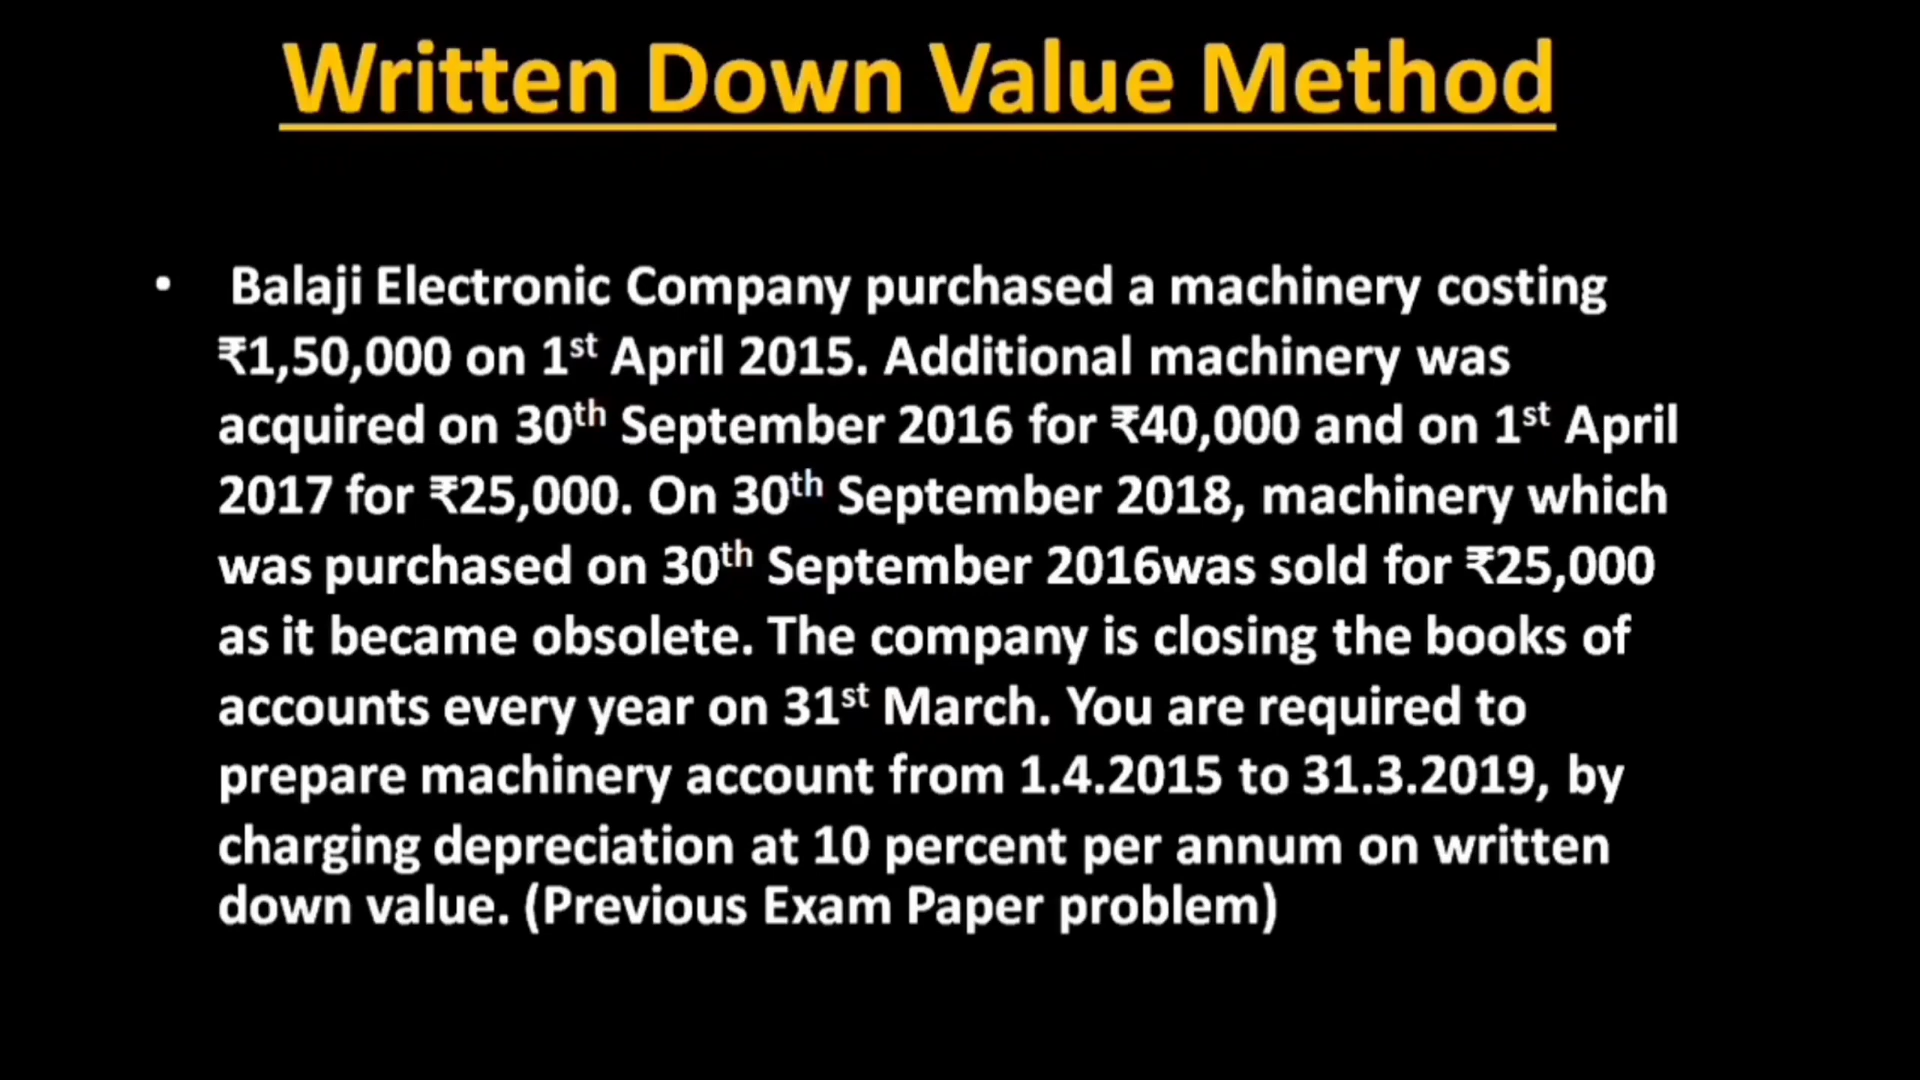 Written Down Value Method
• Balaji Electronic Company purchased a machinery costing
₹1,50,000 on 1st April 2015. Additional machinery was
acquired on 30th September 2016 for ₹40,000 and on 1st April
2017 for ₹25,000. On 30th September 2018, machinery which
was purchased on 30th September 2016was sold for ₹25,000
as it became obsolete. The company is closing the books of
accounts every year on 31st March. You are required to
prepare machinery account from 1.4.2015 to 31.3.2019, by
charging depreciation at 10 percent per annum on written
down value. (Previous Exam Paper problem)